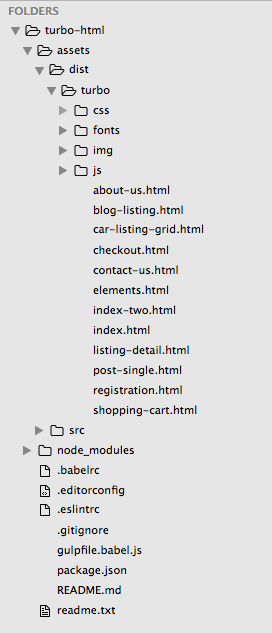 FOLDERS
turbo-html
assets
dist
turbo
css
fonts
img
js
about-us.html
blog-listing.html
car-listing-grid.html
checkout.html
contact-us.html
elements.html
index-two.html
index.html
listing-detail.html
post-single.html
registration.html
shopping-cart.html
src
node_modules
.babelrc
.editorconfig
.eslintrc
.gitignore
gulpfile.babel.js
package.json
README.md
readme.txt